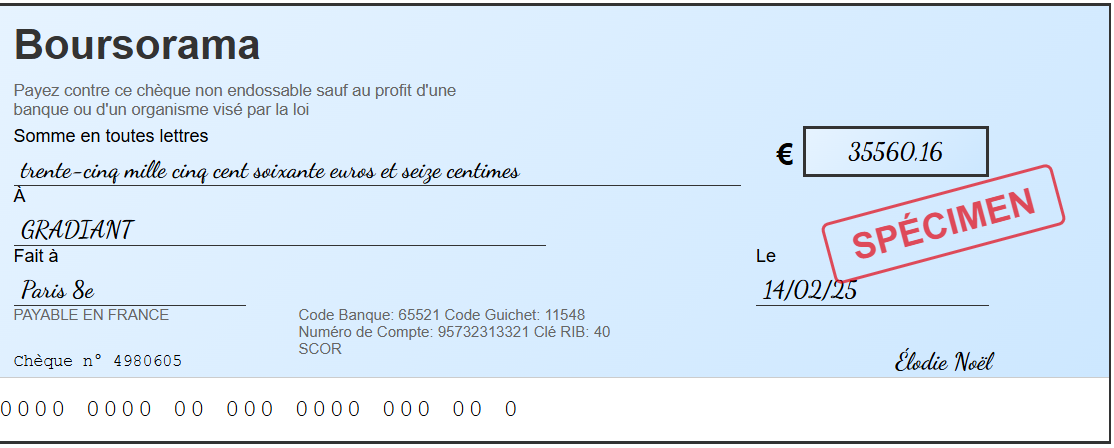 Boursorama
Payez contre ce chèque non endossable sauf au profit d'une
banque ou d'un organisme visé par la loi
Somme en toutes lettres
€ 35560.16
trente-cinq mille cinq cent soixante euros et seize centimes
À
SPÉCIMEN
GRADIANT
Fait à
Le
Paris 8e
14/02/25
PAYABLE EN FRANCE
Code Banque: 65521 Code Guichet: 11548
Numéro de Compte: 95732313321 Clé RIB: 40
SCOR
Chèque n° 4980605
Élodie Noël
0000 0000 00 000 0000 000 00 0